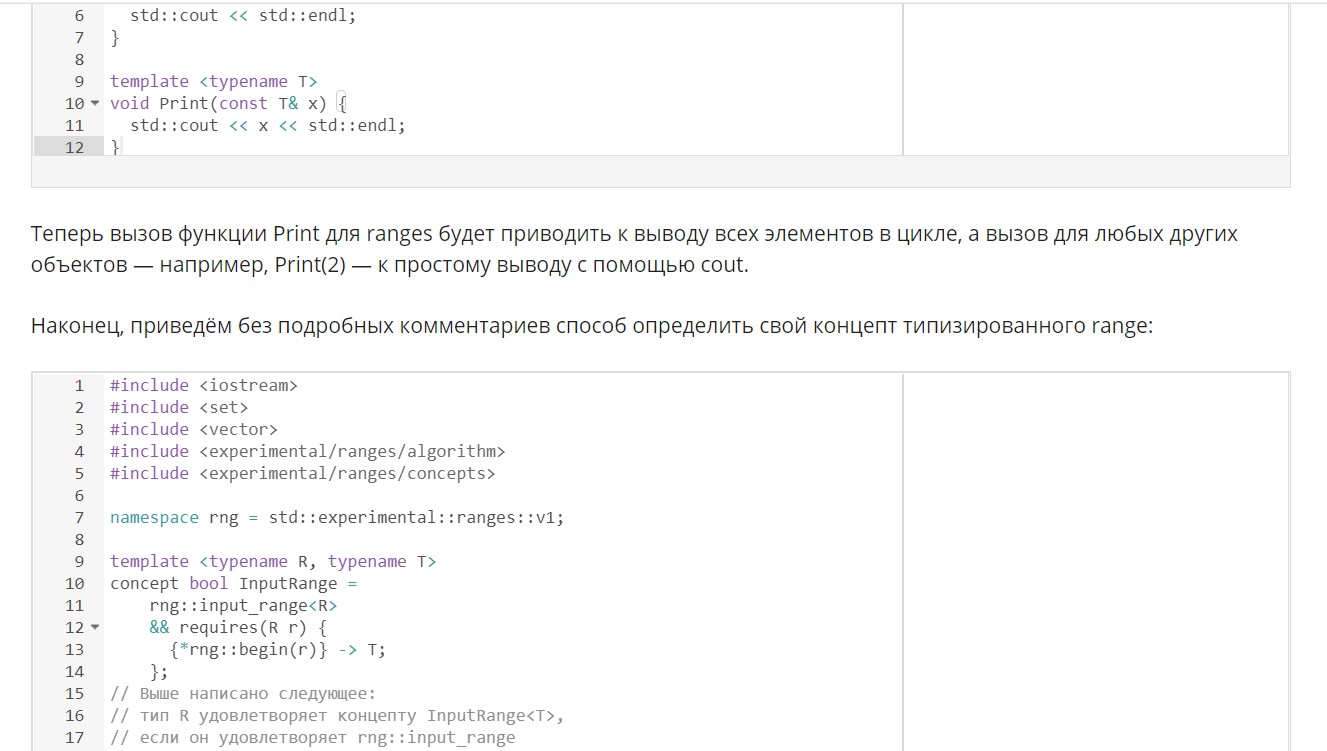 6 std::cout << std::endl;
7 }
8
9 template <typename T>
10 void Print(const T& x) {
11 std::cout << x << std::endl;
12 }
Теперь вызов функции Print для ranges будет приводить к выводу всех элементов в цикле, а вызов для любых других
объектов — например, Print(2) — к простому выводу с помощью cout.
Наконец, приведём без подробных комментариев способ определить свой концепт типизированного range:
1 #include <iostream>
2 #include <set>
3 #include <vector>
4 #include <experimental/ranges/algorithm>
5 #include <experimental/ranges/concepts>
6
7 namespace rng = std::experimental::ranges::v1;
8
9 template <typename R, typename T>
10 concept bool InputRange =
11 rng::input_range<R>
12 && requires(R r) {
13 {*rng::begin(r)} -> T;
14 };
15 // Выше написано следующее:
16 // тип R удовлетворяет концепту InputRange<T>,
17 // если он удовлетворяет rng::input_range